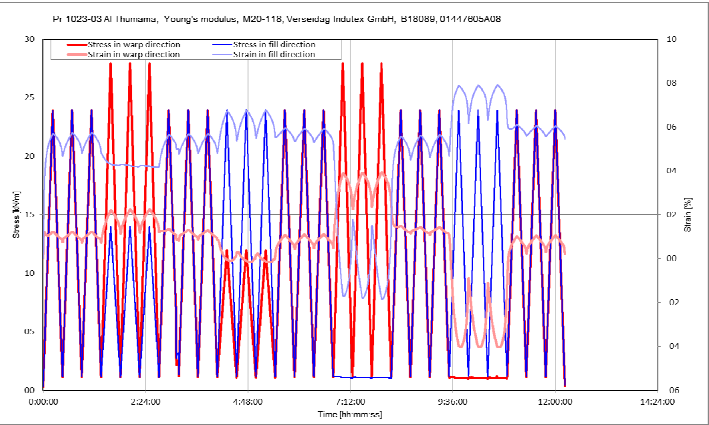 Pr 1023-03 Al Thumama, Young's modulus, M20-118, Verseidag Indutex GmbH, B18089, 01447605A08
Stress in warp direction Stress in fill direction
Strain in warp direction Strain in fill direction
30
25
20
15
10
05
00
Stress [kN/m]
10
08
06
04
02
00
02
04
06
Strain [%]
0:00:00 2:24:00 4:48:00 7:12:00 9:36:00 12:00:00 14:24:00
Time [hh:mm:ss]